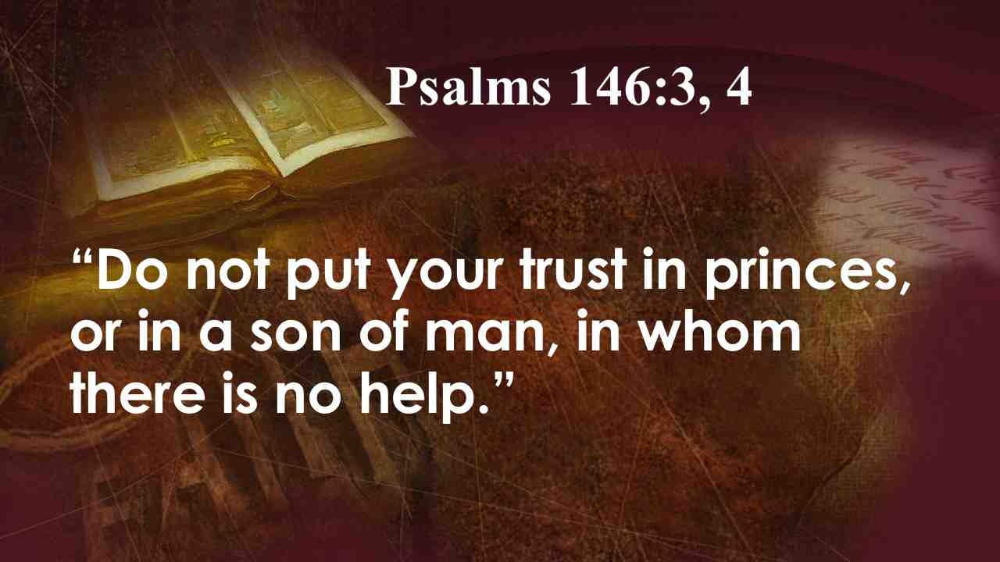 Psalms 146:3, 4
“Do not put your trust in princes,
or in a son of man, in whom
there is no help.”